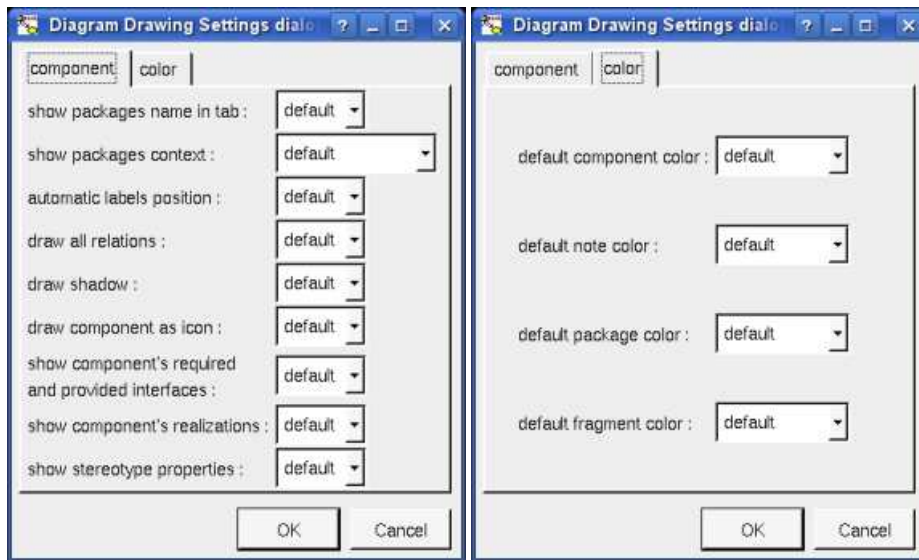 Diagram Drawing Settings dialo
component color
show packages name in tab : default
show packages context : default
automatic labels position : default
draw all relations : default
draw shadow : default
draw component as icon : default
show component's required
and provided interfaces : default
show component's realizations : default
show stereotype properties : default
OK Cancel
Diagram Drawing Settings dialo
component color
default component color : default
default note color : default
default package color : default
default fragment color : default
OK Cancel